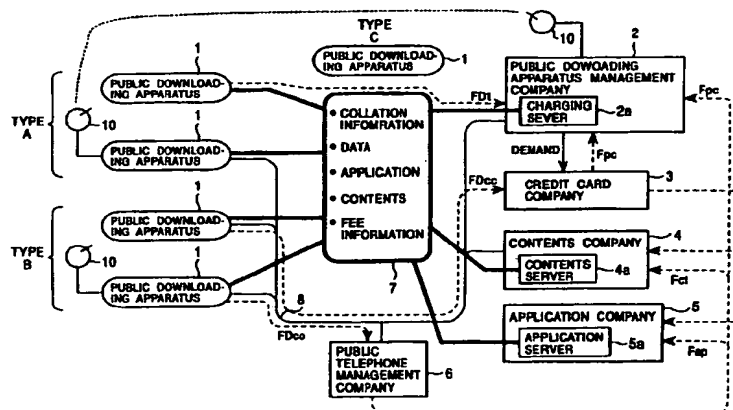 TYPE
C
PUBLIC DOWNLOAD-
ING APPARATUS
1
10
2
PUBLIC DOWOADING
APPARATUS MANAGEMENT
COMPANY
CHARGING
SEVER
2a
Fpc
FD1
DEMAND
Fpc
TYPE
A
10
1
PUBLIC DOWNLOAD-
ING APPARATUS
1
PUBLIC DOWNLOAD-
ING APPARATUS
• COLLATION
INFOMRATION
• DATA
• APPLICATION
• CONTENTS
• FEE
INFORMATION
7
FDcc
CREDIT CARD
COMPANY
3
TYPE
B
10
1
PUBLIC DOWNLOAD-
ING APPARATUS
1
PUBLIC DOWNLOAD-
ING APPARATUS
CONTENTS COMPANY
4
CONTENTS
SERVER
4a
Fct
8
FDco
PUBLIC
TELEPHONE
MANAGEMENT
COMPANY
6
APPLICATION COMPANY
5
APPLICATION
SERVER
5a
Fap